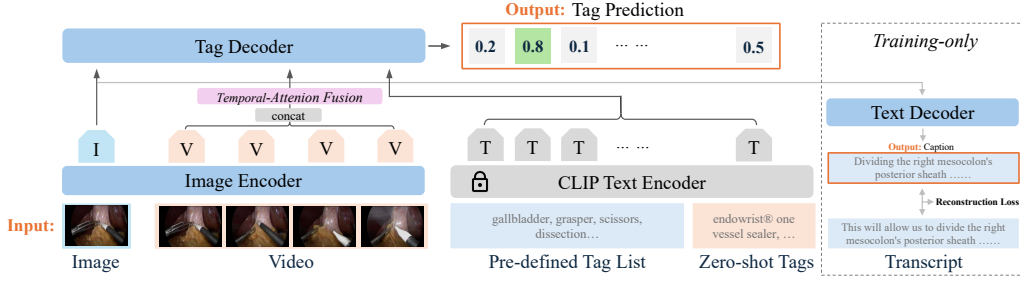 Output: Tag Prediction
Tag Decoder
0.2 0.8 0.1 ... ... 0.5
Training-only
Temporal-Attenion Fusion
concat
Text Decoder
I V V V V T T T ... ... T
Output: Caption
Dividing the right mesocolon's
posterior sheath ......
Image Encoder
CLIP Text Encoder
Reconstruction Loss
Input:
gallbladder, grasper, scissors,
dissection...
endowrist® one
vessel sealer, ...
This will allow us to divide the right
mesocolon's posterior sheath ......
Image Video Pre-defined Tag List Zero-shot Tags Transcript